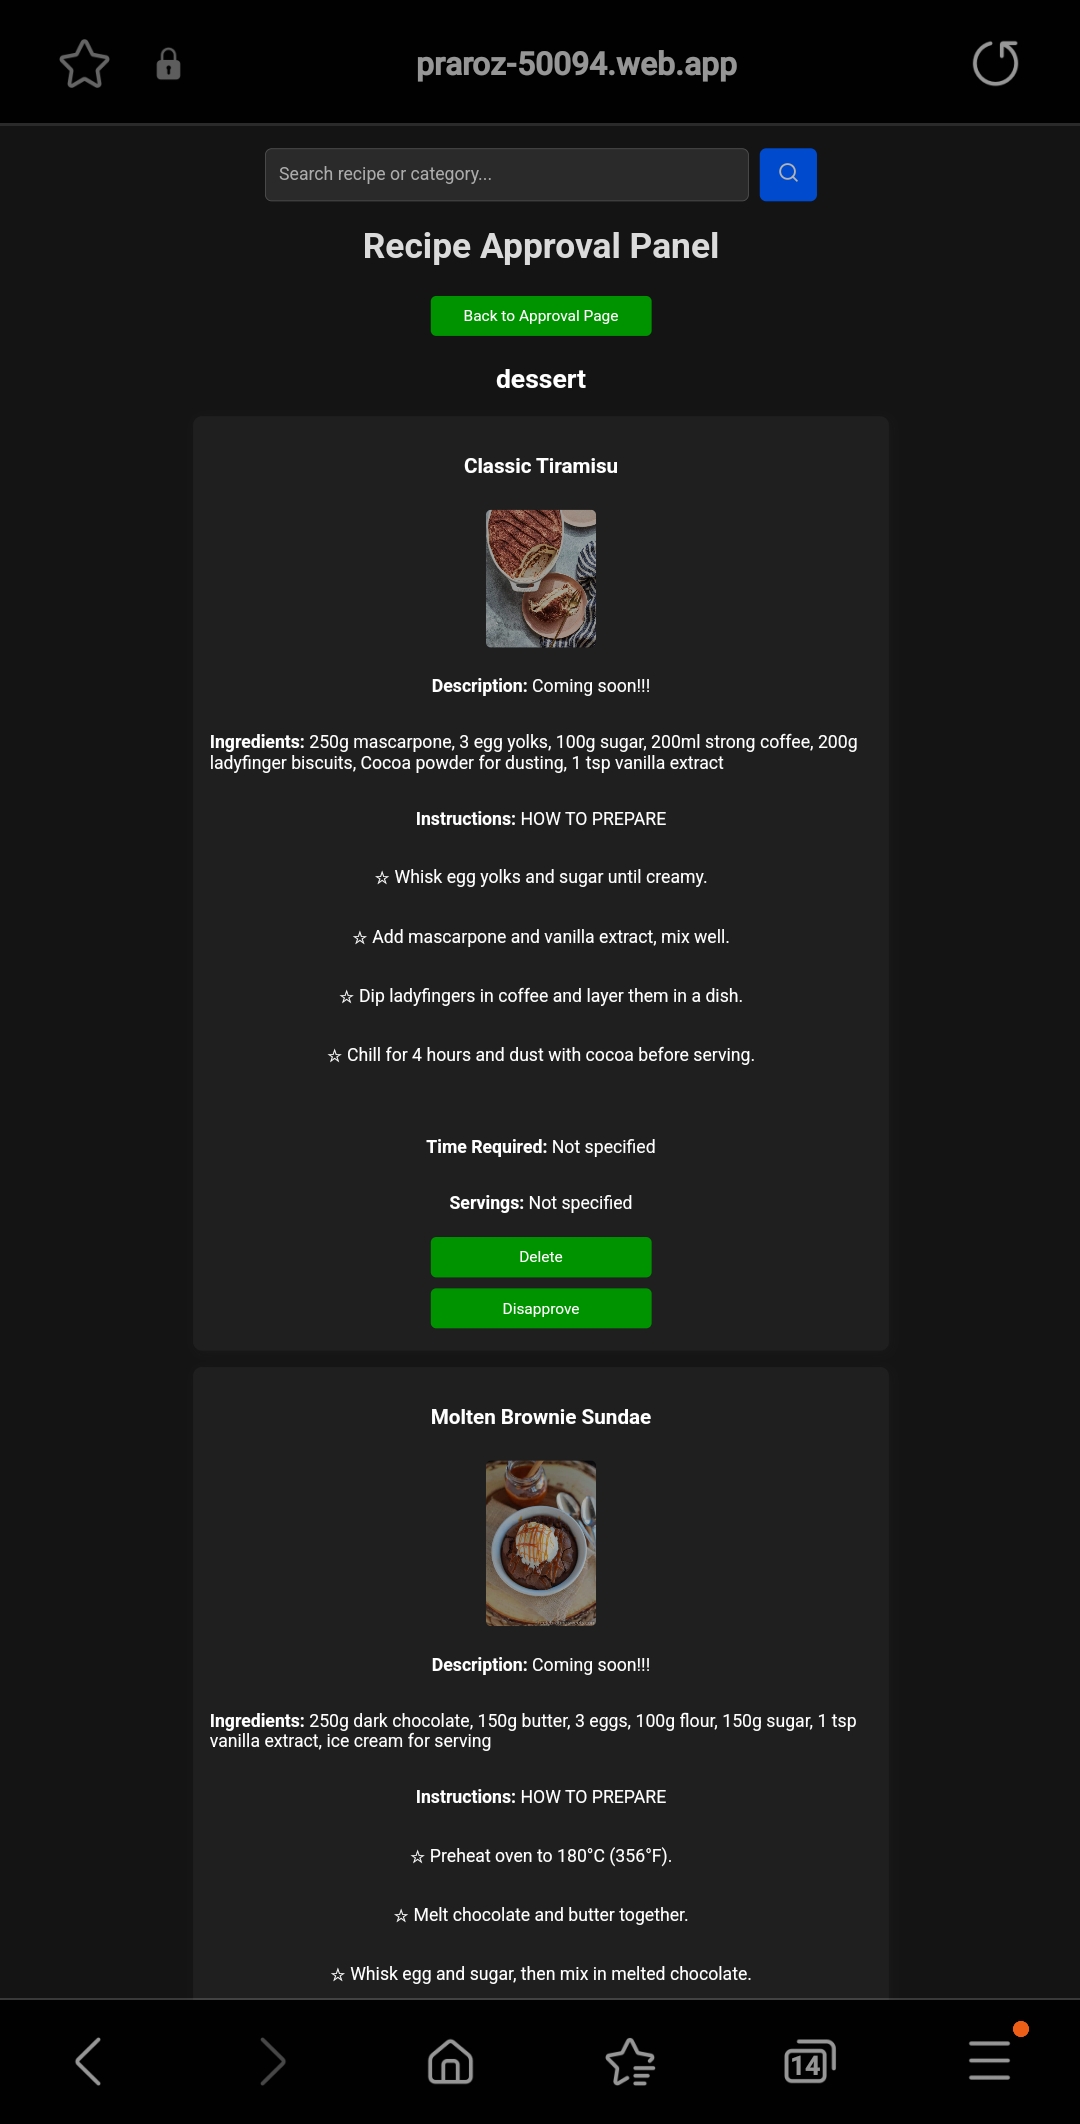 praroz-50094.web.app
Search recipe or category...
Recipe Approval Panel
Back to Approval Page
dessert
Classic Tiramisu
Description: Coming soon!!!
Ingredients: 250g mascarpone, 3 egg yolks, 100g sugar, 200ml strong coffee, 200g
ladyfinger biscuits, Cocoa powder for dusting, 1 tsp vanilla extract
Instructions: HOW TO PREPARE
☆ Whisk egg yolks and sugar until creamy.
☆ Add mascarpone and vanilla extract, mix well.
☆ Dip ladyfingers in coffee and layer them in a dish.
☆ Chill for 4 hours and dust with cocoa before serving.
Time Required: Not specified
Servings: Not specified
Delete
Disapprove
Molten Brownie Sundae
Description: Coming soon!!!
Ingredients: 250g dark chocolate, 150g butter, 3 eggs, 100g flour, 150g sugar, 1 tsp
vanilla extract, ice cream for serving
Instructions: HOW TO PREPARE
☆ Preheat oven to 180°C (356°F).
☆ Melt chocolate and butter together.
☆ Whisk egg and sugar, then mix in melted chocolate.
14